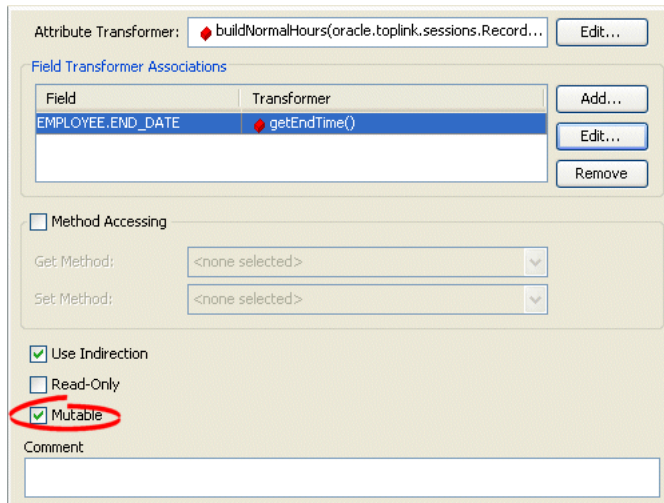 Attribute Transformer: buildNormalHours(oracle.toplink.sessions.Record... Edit...
Field Transformer Associations
Field Transformer Add...
EMPLOYEE.END_DATE getEndTime()
Edit...
Remove
Method Accessing
Get Method: <none selected>
Set Method: <none selected>
Use Indirection
Read-Only
Mutable
Comment